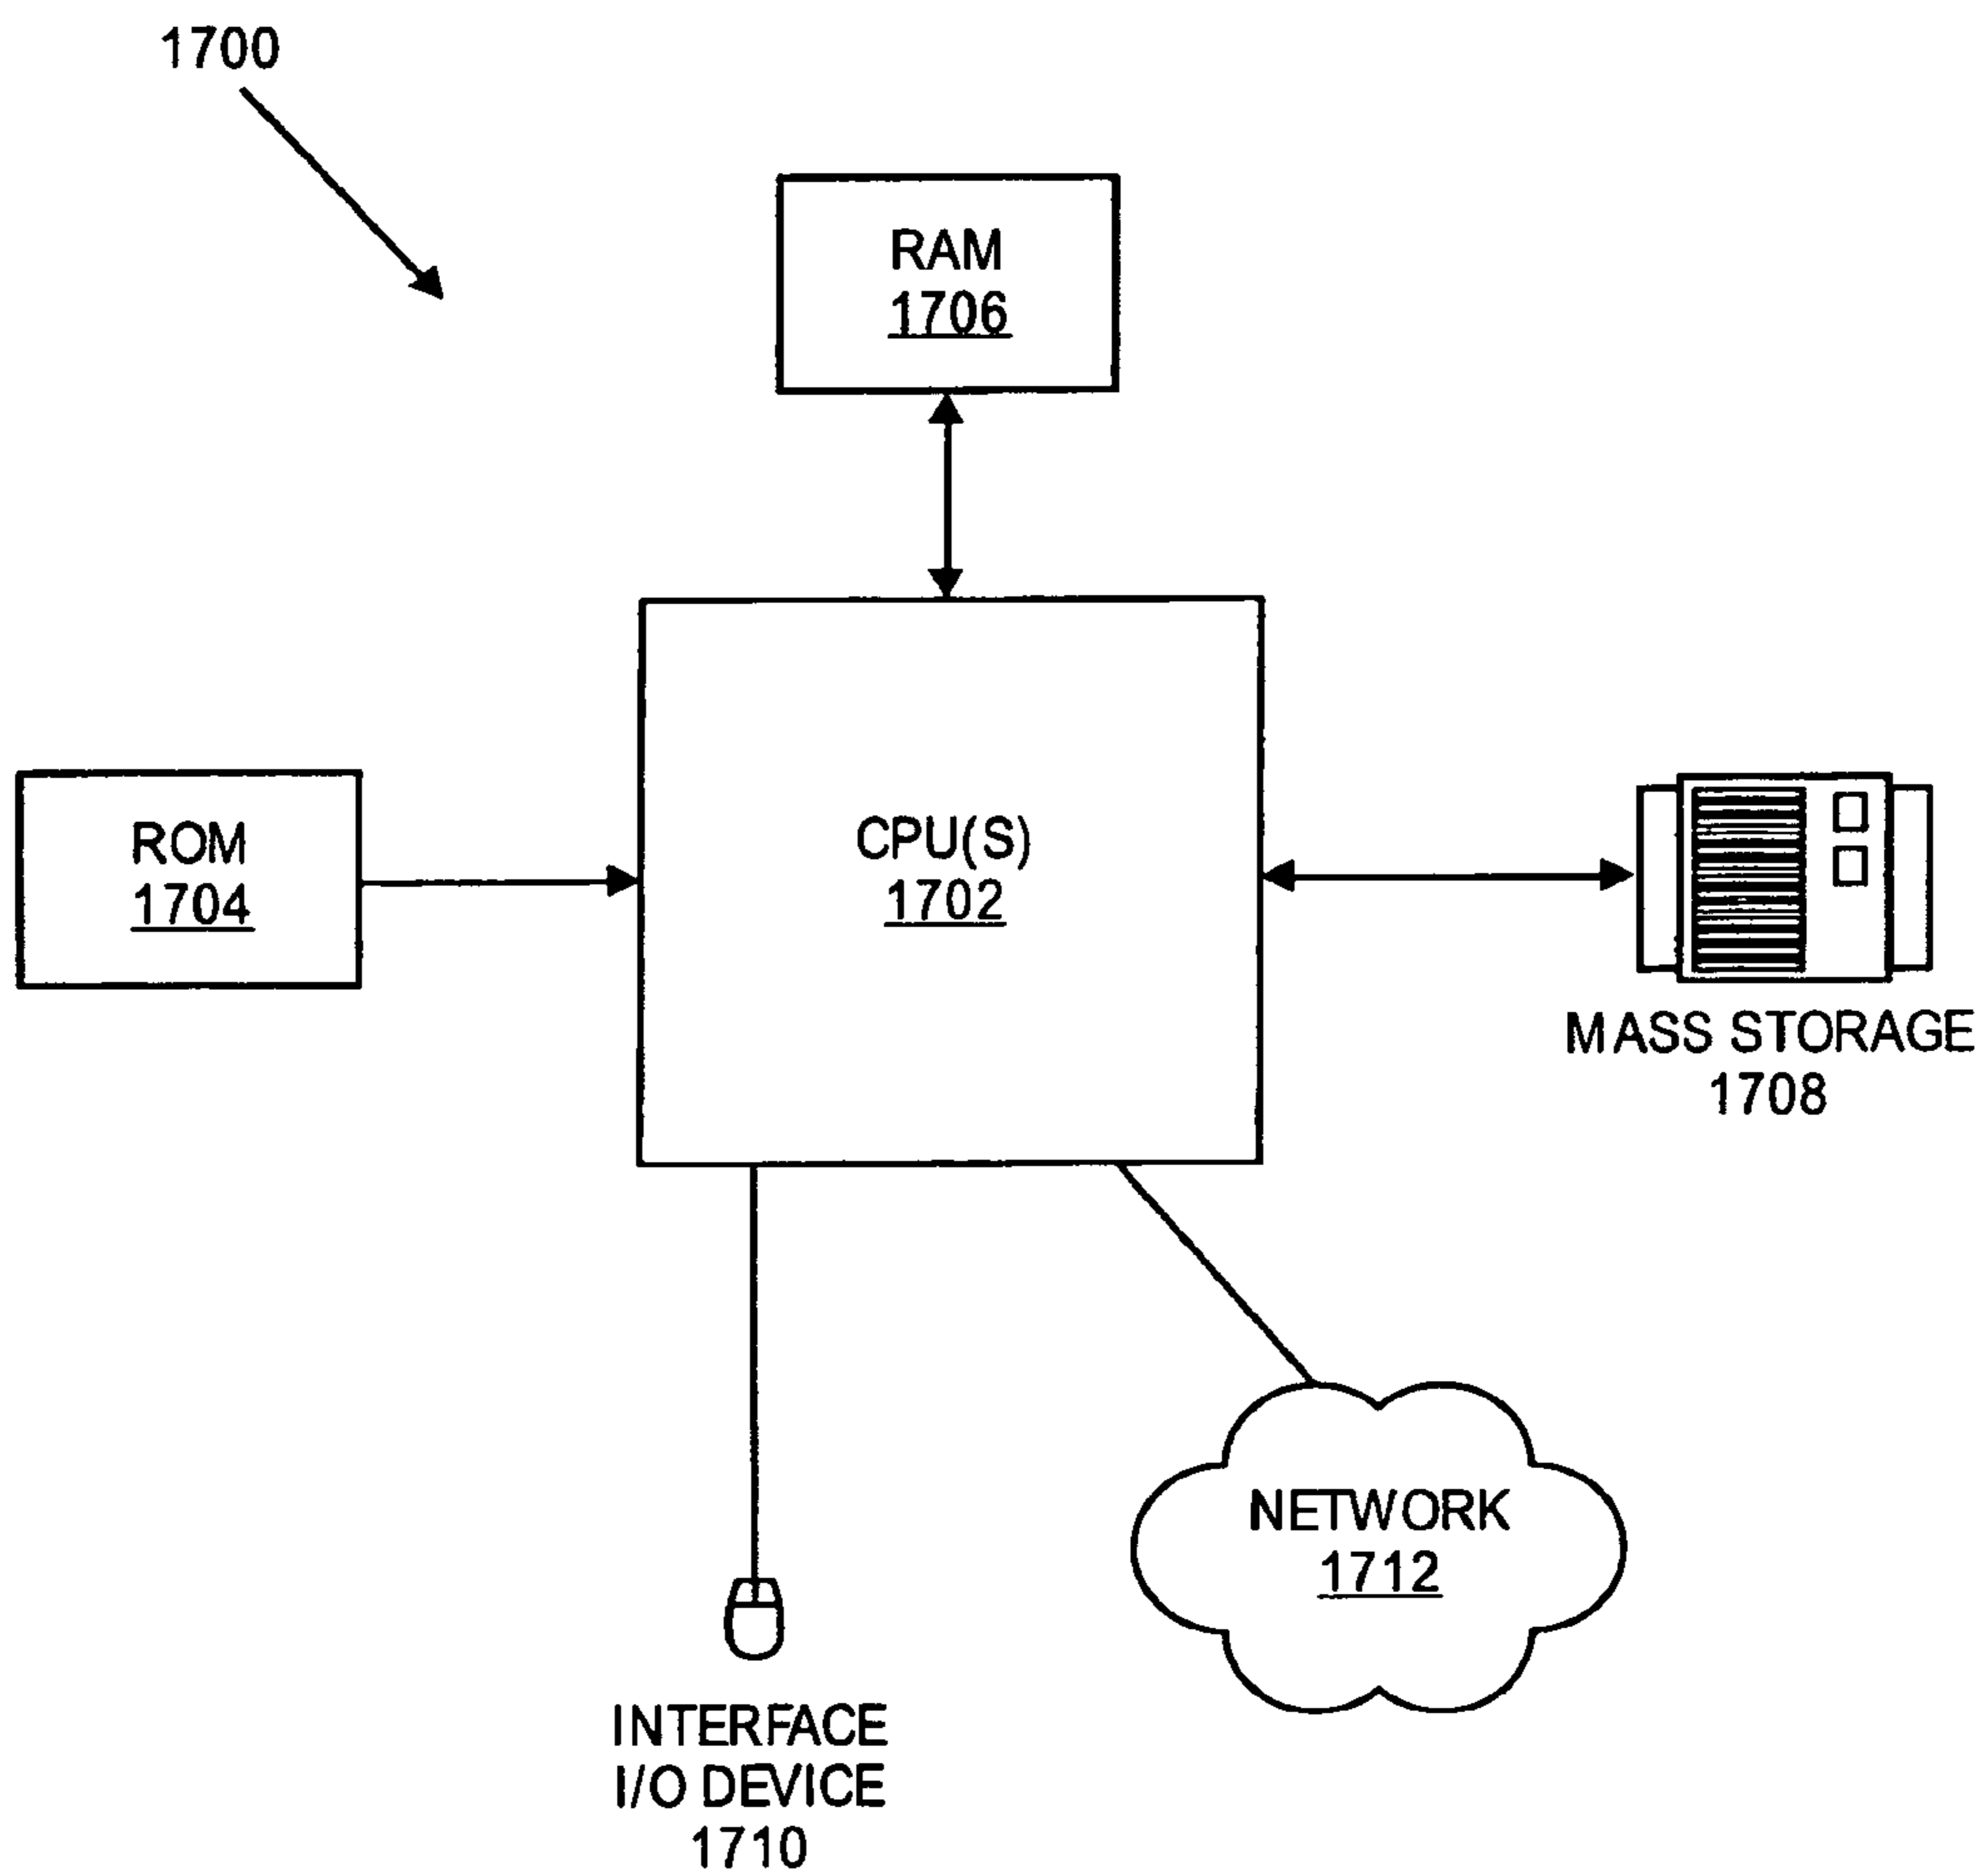 1700
RAM
1706
ROM
1704
CPU(S)
1702
MASS STORAGE
1708
NETWORK
1712
INTERFACE
I/O DEVICE
1710